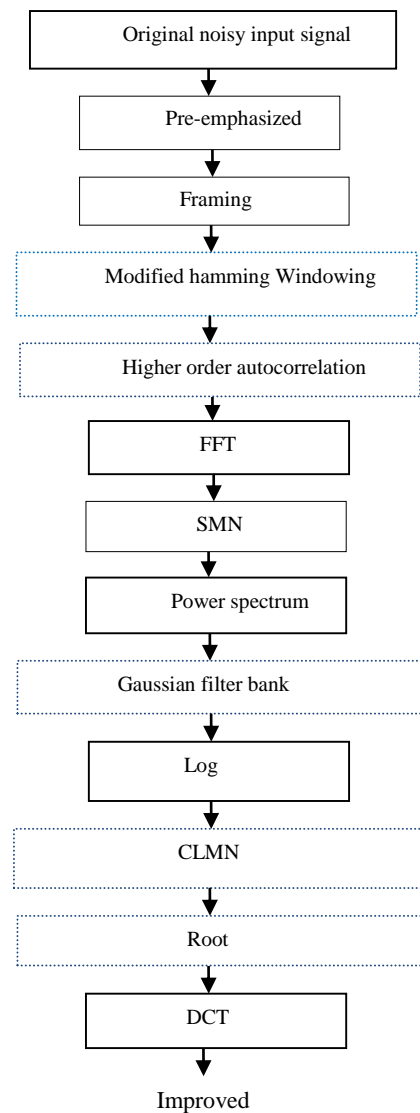 Original noisy input signal
Pre-emphasized
Framing
Modified hamming Windowing
Higher order autocorrelation
FFT
SMN
Power spectrum
Gaussian filter bank
Log
CLMN
Root
DCT
Improved